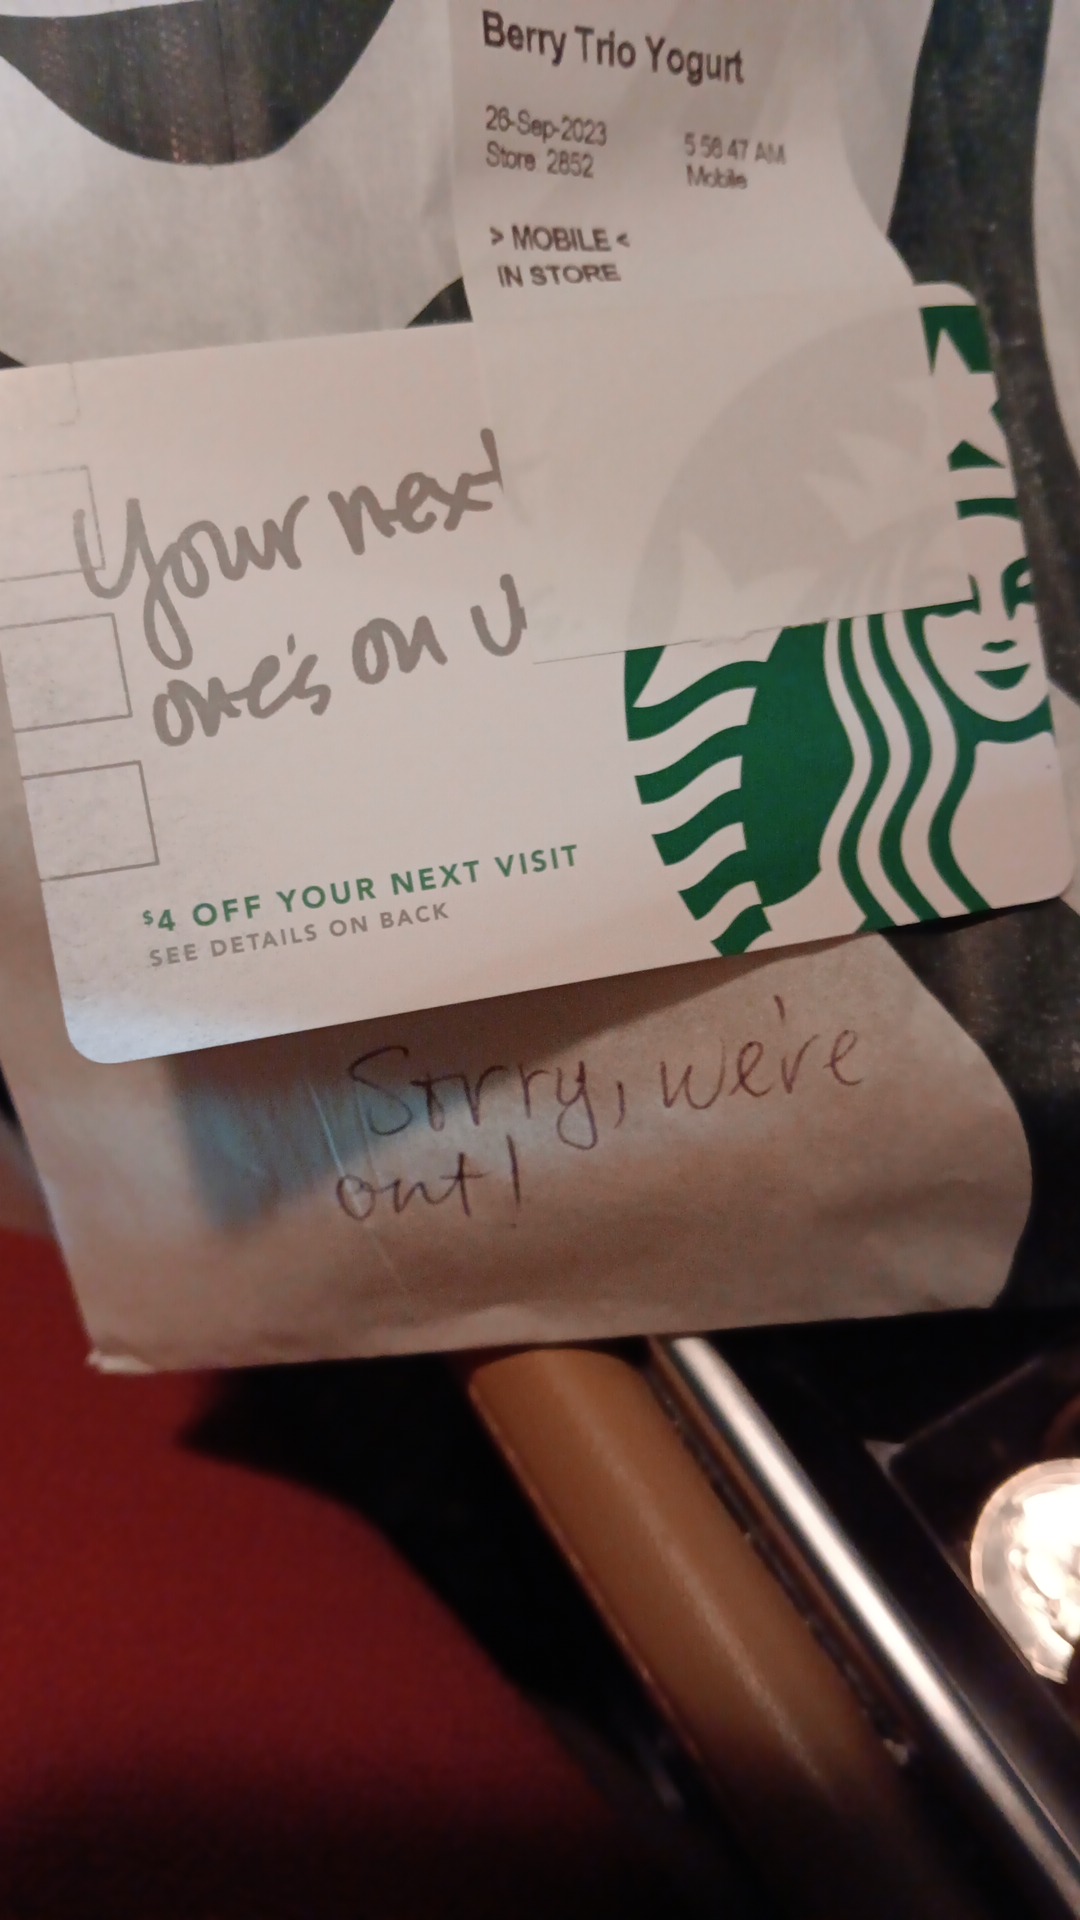 Berry Trio Yogurt
26-Sep-2023 5:58:47 AM
Store 2852 Mobile
> MOBILE <
IN STORE
Your next
one's on u
$4 OFF YOUR NEXT VISIT
SEE DETAILS ON BACK
Sorry, we're
out!